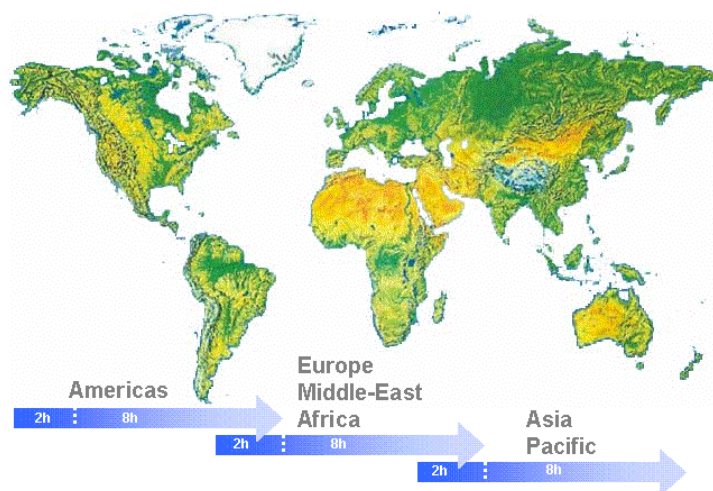 Americas
2h 8h
Europe
Middle-East
Africa
2h 8h
Asia
Pacific
2h 8h